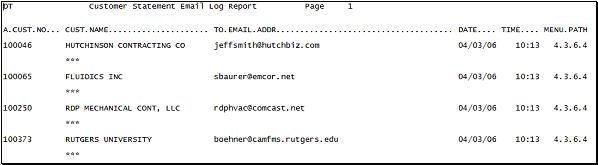 DT Customer Statement Email Log Report Page 1
A.CUST.NO... CUST.NAME................ TO.EMAIL.ADDR................................... DATE.... TIME.... MENU.PATH
100046 HUTCHINSON CONTRACTING CO jeffsmith@hutchbiz.com 04/03/06 10:13 4.3.6.4
***
100065 FLUIDICS INC sbaurer@emcor.net 04/03/06 10:13 4.3.6.4
***
100250 RDP MECHANICAL CONT, LLC rdphvac@comcast.net 04/03/06 10:13 4.3.6.4
***
100373 RUTGERS UNIVERSITY boehner@camfms.rutgers.edu 04/03/06 10:13 4.3.6.4
***